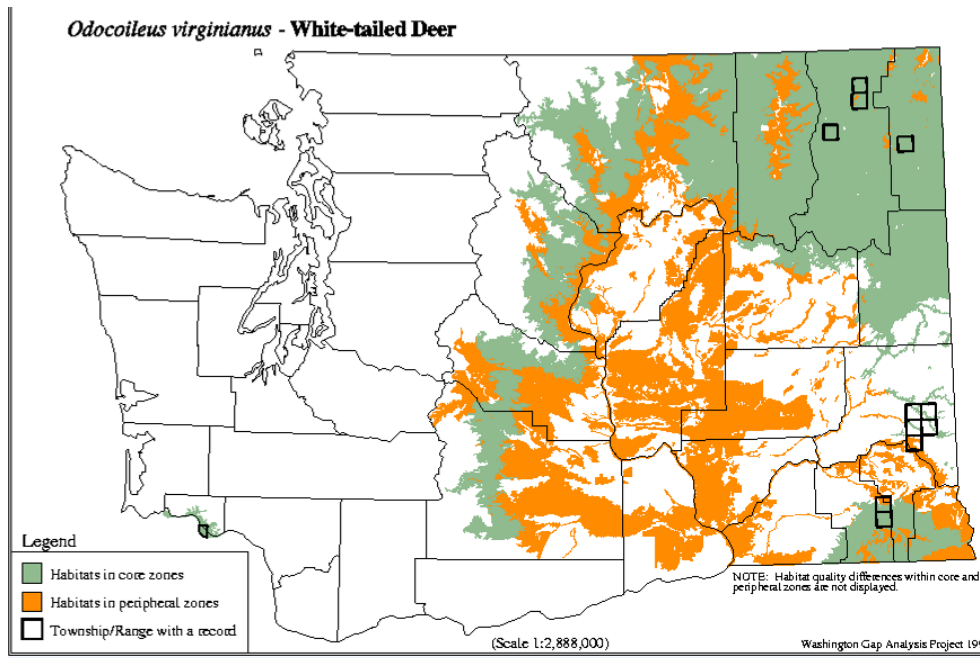 Odocoileus virginianus - White-tailed Deer
Legend
Habitats in core zones
Habitats in peripheral zones
Township/Range with a record
NOTE: Habitat quality differences within core and
peripheral zones are not displayed.
(Scale 1:2,888,000)
Washington Gap Analysis Project